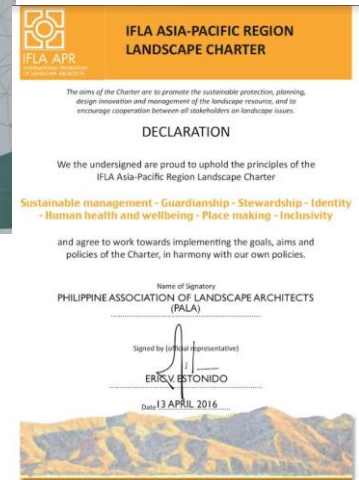 IFLA APR
INTERNATIONAL FEDERATION
OF LANDSCAPE ARCHITECTS
IFLA ASIA-PACIFIC REGION
LANDSCAPE CHARTER
The aims of the Charter are to promote the sustainable protection, planning,
design innovation and management of the landscape resource, and to
encourage cooperation between all stakeholders on landscape issues.
DECLARATION
We the undersigned are proud to uphold the principles of the
IFLA Asia-Pacific Region Landscape Charter
Sustainable management - Guardianship - Stewardship - Identity
- Human health and wellbeing - Place making - Inclusivity
and agree to work towards implementing the goals, aims and
policies of the Charter, in harmony with our own policies.
Name of Signatory
PHILIPPINE ASSOCIATION OF LANDSCAPE ARCHITECTS
(PALA)
Signed by (official representative)
ERIC V. ESTONIDO
Date 13 APRIL 2016